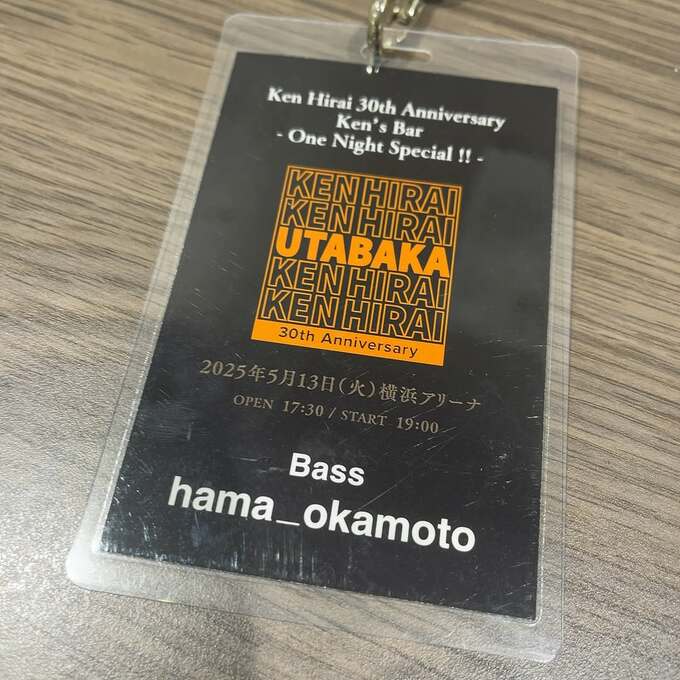 Ken Hirai 30th Anniversary
Ken's Bar
- One Night Special !! -
KEN HIRAI
KEN HIRAI
UTABAKA
KEN HIRAI
KEN HIRAI
30th Anniversary
2025年5月13日(火)横浜アリーナ
OPEN 17:30 / START 19:00
Bass
hama_okamoto